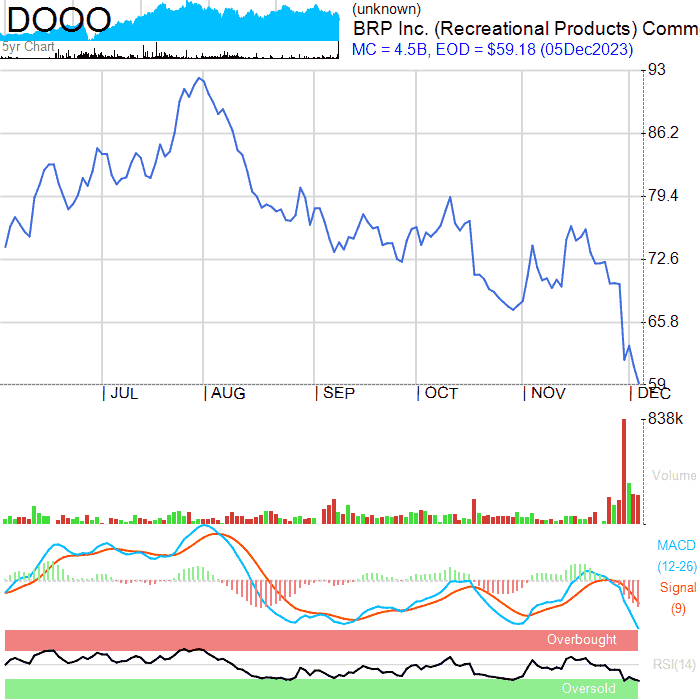 DOOO
(unknown)
BRP Inc. (Recreational Products) Comm
5yr Chart
MC = 4.5B, EOD = $59.18 (05Dec2023)
93
86.2
79.4
72.6
65.8
59
| JUL | AUG | SEP | OCT | NOV | DEC
838k
Volume
MACD
(12-26)
Signal
(9)
Overbought
RSI(14)
Oversold